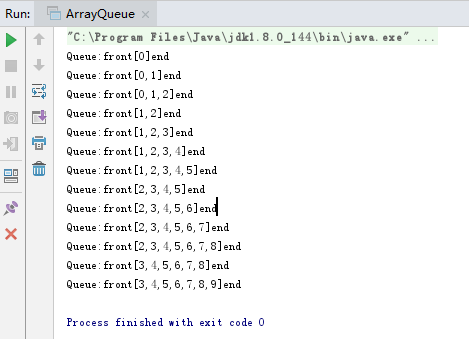 Run: ArrayQueue
"C:\Program Files\Java\jdk1.8.0_144\bin\java.exe" ...
Queue:front[0]end
Queue:front[0,1]end
Queue:front[0,1,2]end
Queue:front[1,2]end
Queue:front[1,2,3]end
Queue:front[1,2,3,4]end
Queue:front[1,2,3,4,5]end
Queue:front[2,3,4,5]end
Queue:front[2,3,4,5,6]end
Queue:front[2,3,4,5,6,7]end
Queue:front[2,3,4,5,6,7,8]end
Queue:front[3,4,5,6,7,8]end
Queue:front[3,4,5,6,7,8,9]end
Process finished with exit code 0